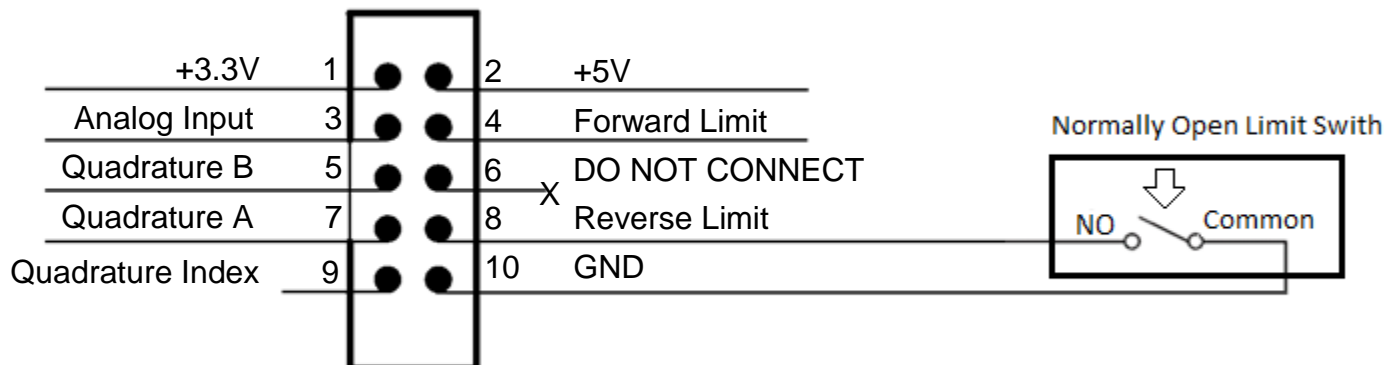 +3.3V 1 2 +5V
Analog Input 3 4 Forward Limit
Normally Open Limit Swith
Quadrature B 5 6 DO NOT CONNECT
X
Quadrature A 7 8 Reverse Limit
NO Common
Quadrature Index 9 10 GND